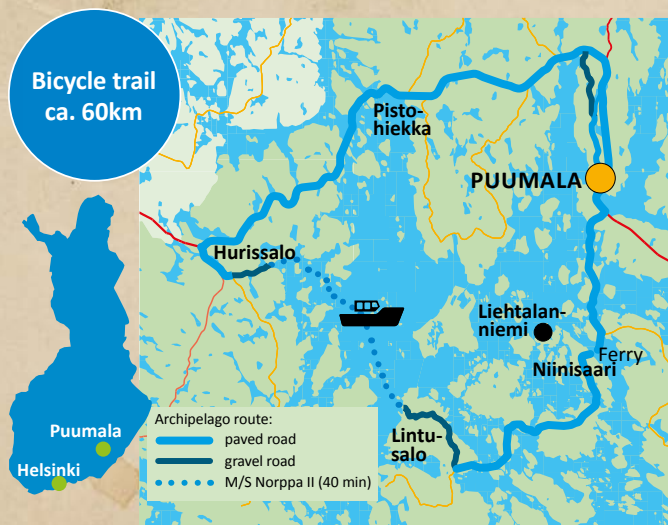 Bicycle trail
ca. 60km
Pisto-
hiekka
PUUMALA
Hurissalo
Liehtalan-
niemi
Ferry
Niinisaari
Lintu-
salo
Puumala
Helsinki
Archipelago route:
paved road
gravel road
M/S Norppa II (40 min)